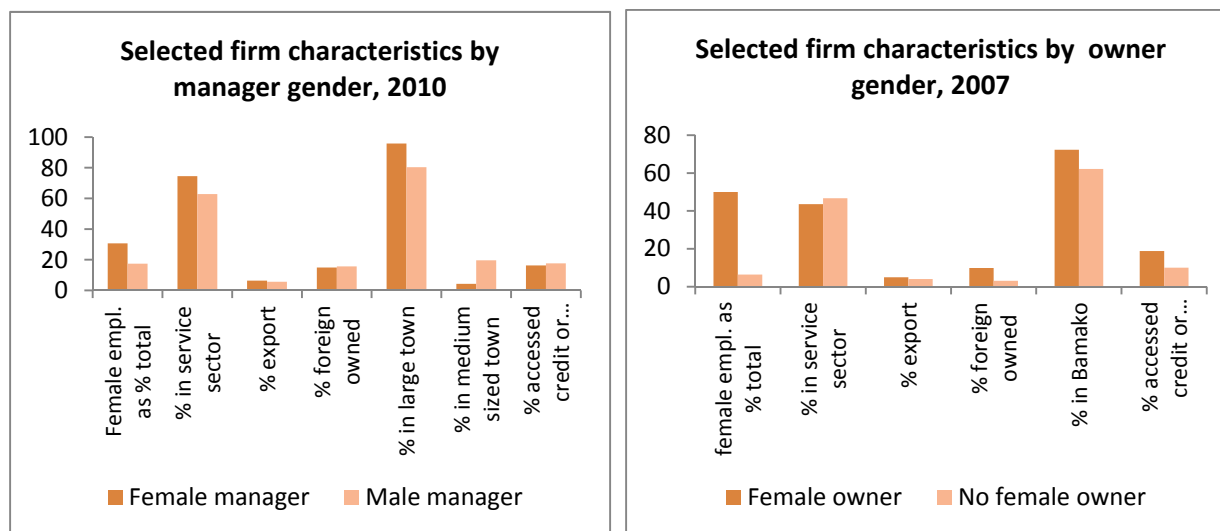 Selected firm characteristics by
manager gender, 2010
100
80
60
40
20
0
Female empl.
as % total
% in service
sector
% export
% foreign
owned
% in large town
% in medium
sized town
% accessed
credit or...
Female manager
Male manager
Selected firm characteristics by owner
gender, 2007
80
60
40
20
0
female empl. as
% total
% in service
sector
% export
% foreign
owned
% in Bamako
% accessed
credit or...
Female owner
No female owner